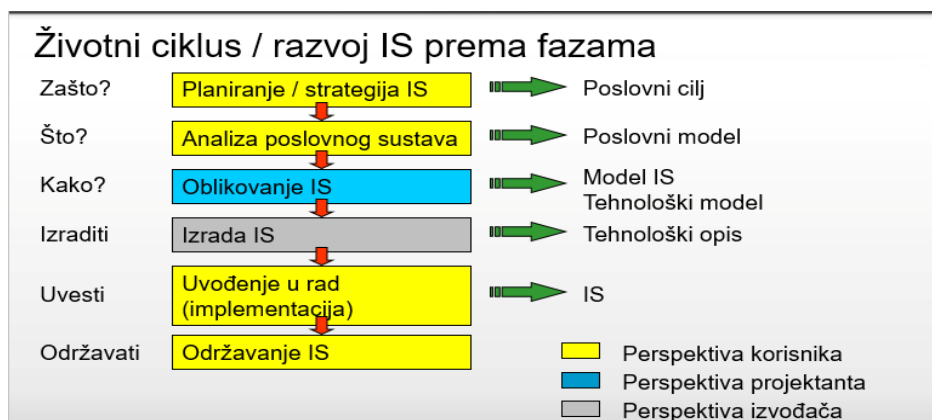 Životni ciklus / razvoj IS prema fazama
Zašto?
Planiranje / strategija IS
Poslovni cilj
Što?
Analiza poslovnog sustava
Poslovni model
Kako?
Oblikovanje IS
Model IS
Tehnološki model
Izraditi
Izrada IS
Tehnološki opis
Uvesti
Uvođenje u rad
(implementacija)
IS
Održavati
Održavanje IS
Perspektiva korisnika
Perspektiva projektanta
Perspektiva izvođača